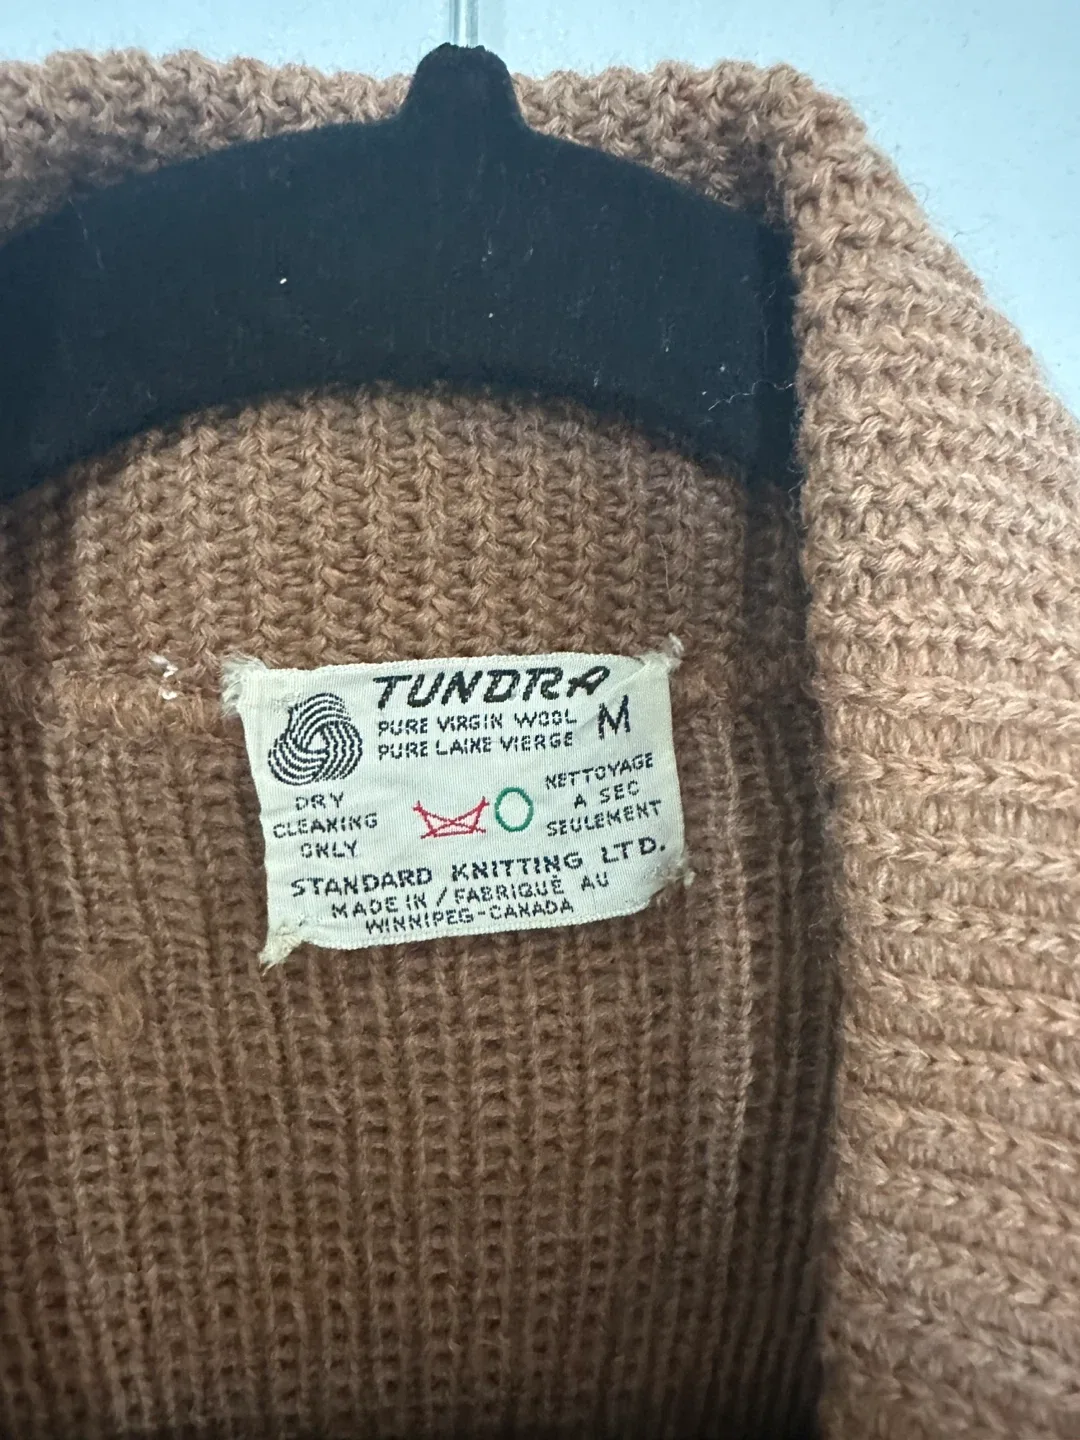 TUNDRA
PURE VIRGIN WOOL M
PURE LAINE VIERGE
DRY
CLEANING
ONLY
NETTOYAGE
A SEC
SEULEMENT
STANDARD KNITTING LTD.
MADE IN / FABRIQUÉ AU
WINNIPEG-CANADA